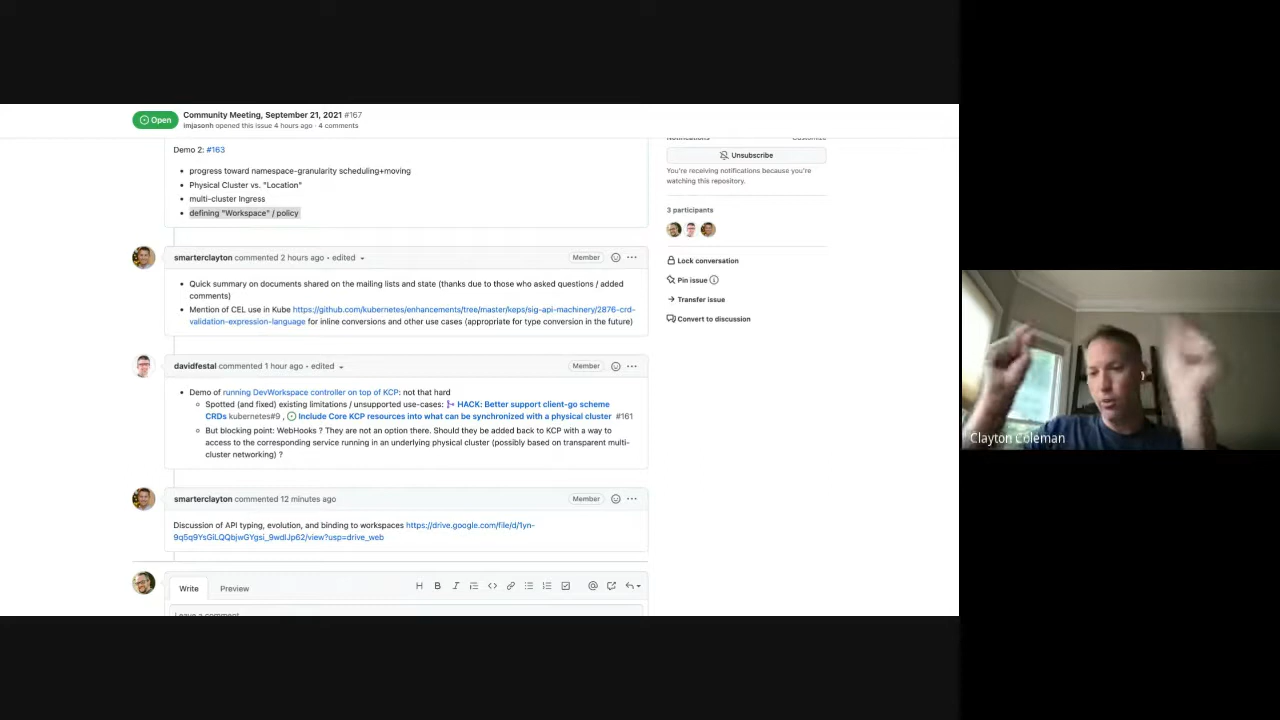 Open
Community Meeting, September 21, 2021 #167
imjasonh opened this issue 4 hours ago · 4 comments
Demo 2: #163
• progress toward namespace-granularity scheduling+moving
• Physical Cluster vs. "Location"
• multi-cluster Ingress
• defining "Workspace" / policy
Notifications Customize
Unsubscribe
You're receiving notifications because you're
watching this repository.
3 participants
Lock conversation
Pin issue
Transfer issue
Convert to discussion
smarterclayton commented 2 hours ago • edited Member
• Quick summary on documents shared on the mailing lists and state (thanks due to those who asked questions / added
comments)
• Mention of CEL use in Kube https://github.com/kubernetes/enhancements/tree/master/keps/sig-api-machinery/2876-crd-
validation-expression-language for inline conversions and other use cases (appropriate for type conversion in the future)
davidfestal commented 1 hour ago • edited Member
• Demo of running DevWorkspace controller on top of KCP: not that hard
◦ Spotted (and fixed) existing limitations / unsupported use-cases: HACK: Better support client-go scheme
CRDs kubernetes#9 , Include Core KCP resources into what can be synchronized with a physical cluster #161
◦ But blocking point: WebHooks ? They are not an option there. Should they be added back to KCP with a way to
access to the corresponding service running in an underlying physical cluster (possibly based on transparent multi-
cluster networking) ?
smarterclayton commented 12 minutes ago Member
Discussion of API typing, evolution, and binding to workspaces https://drive.google.com/file/d/1yn-
Write Preview
Leave a comment
Clayton Coleman